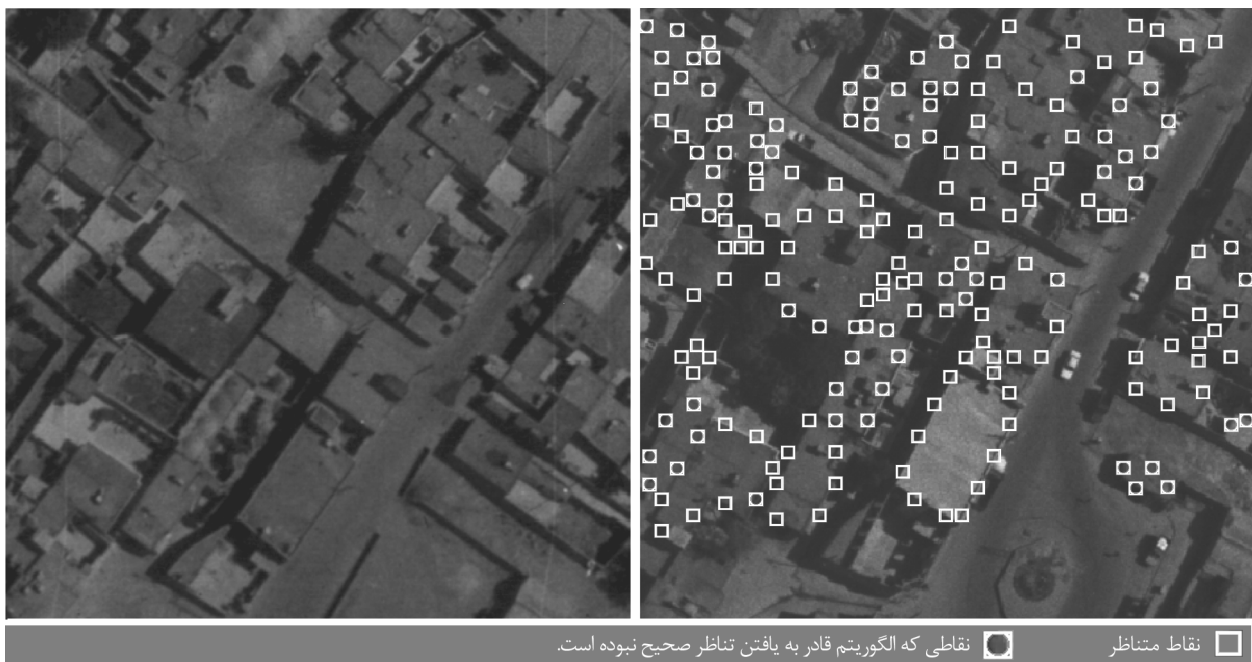 نقاط متناظر نقاطی که الگوریتم قادر به یافتن تناظر صحیح نبوده است.